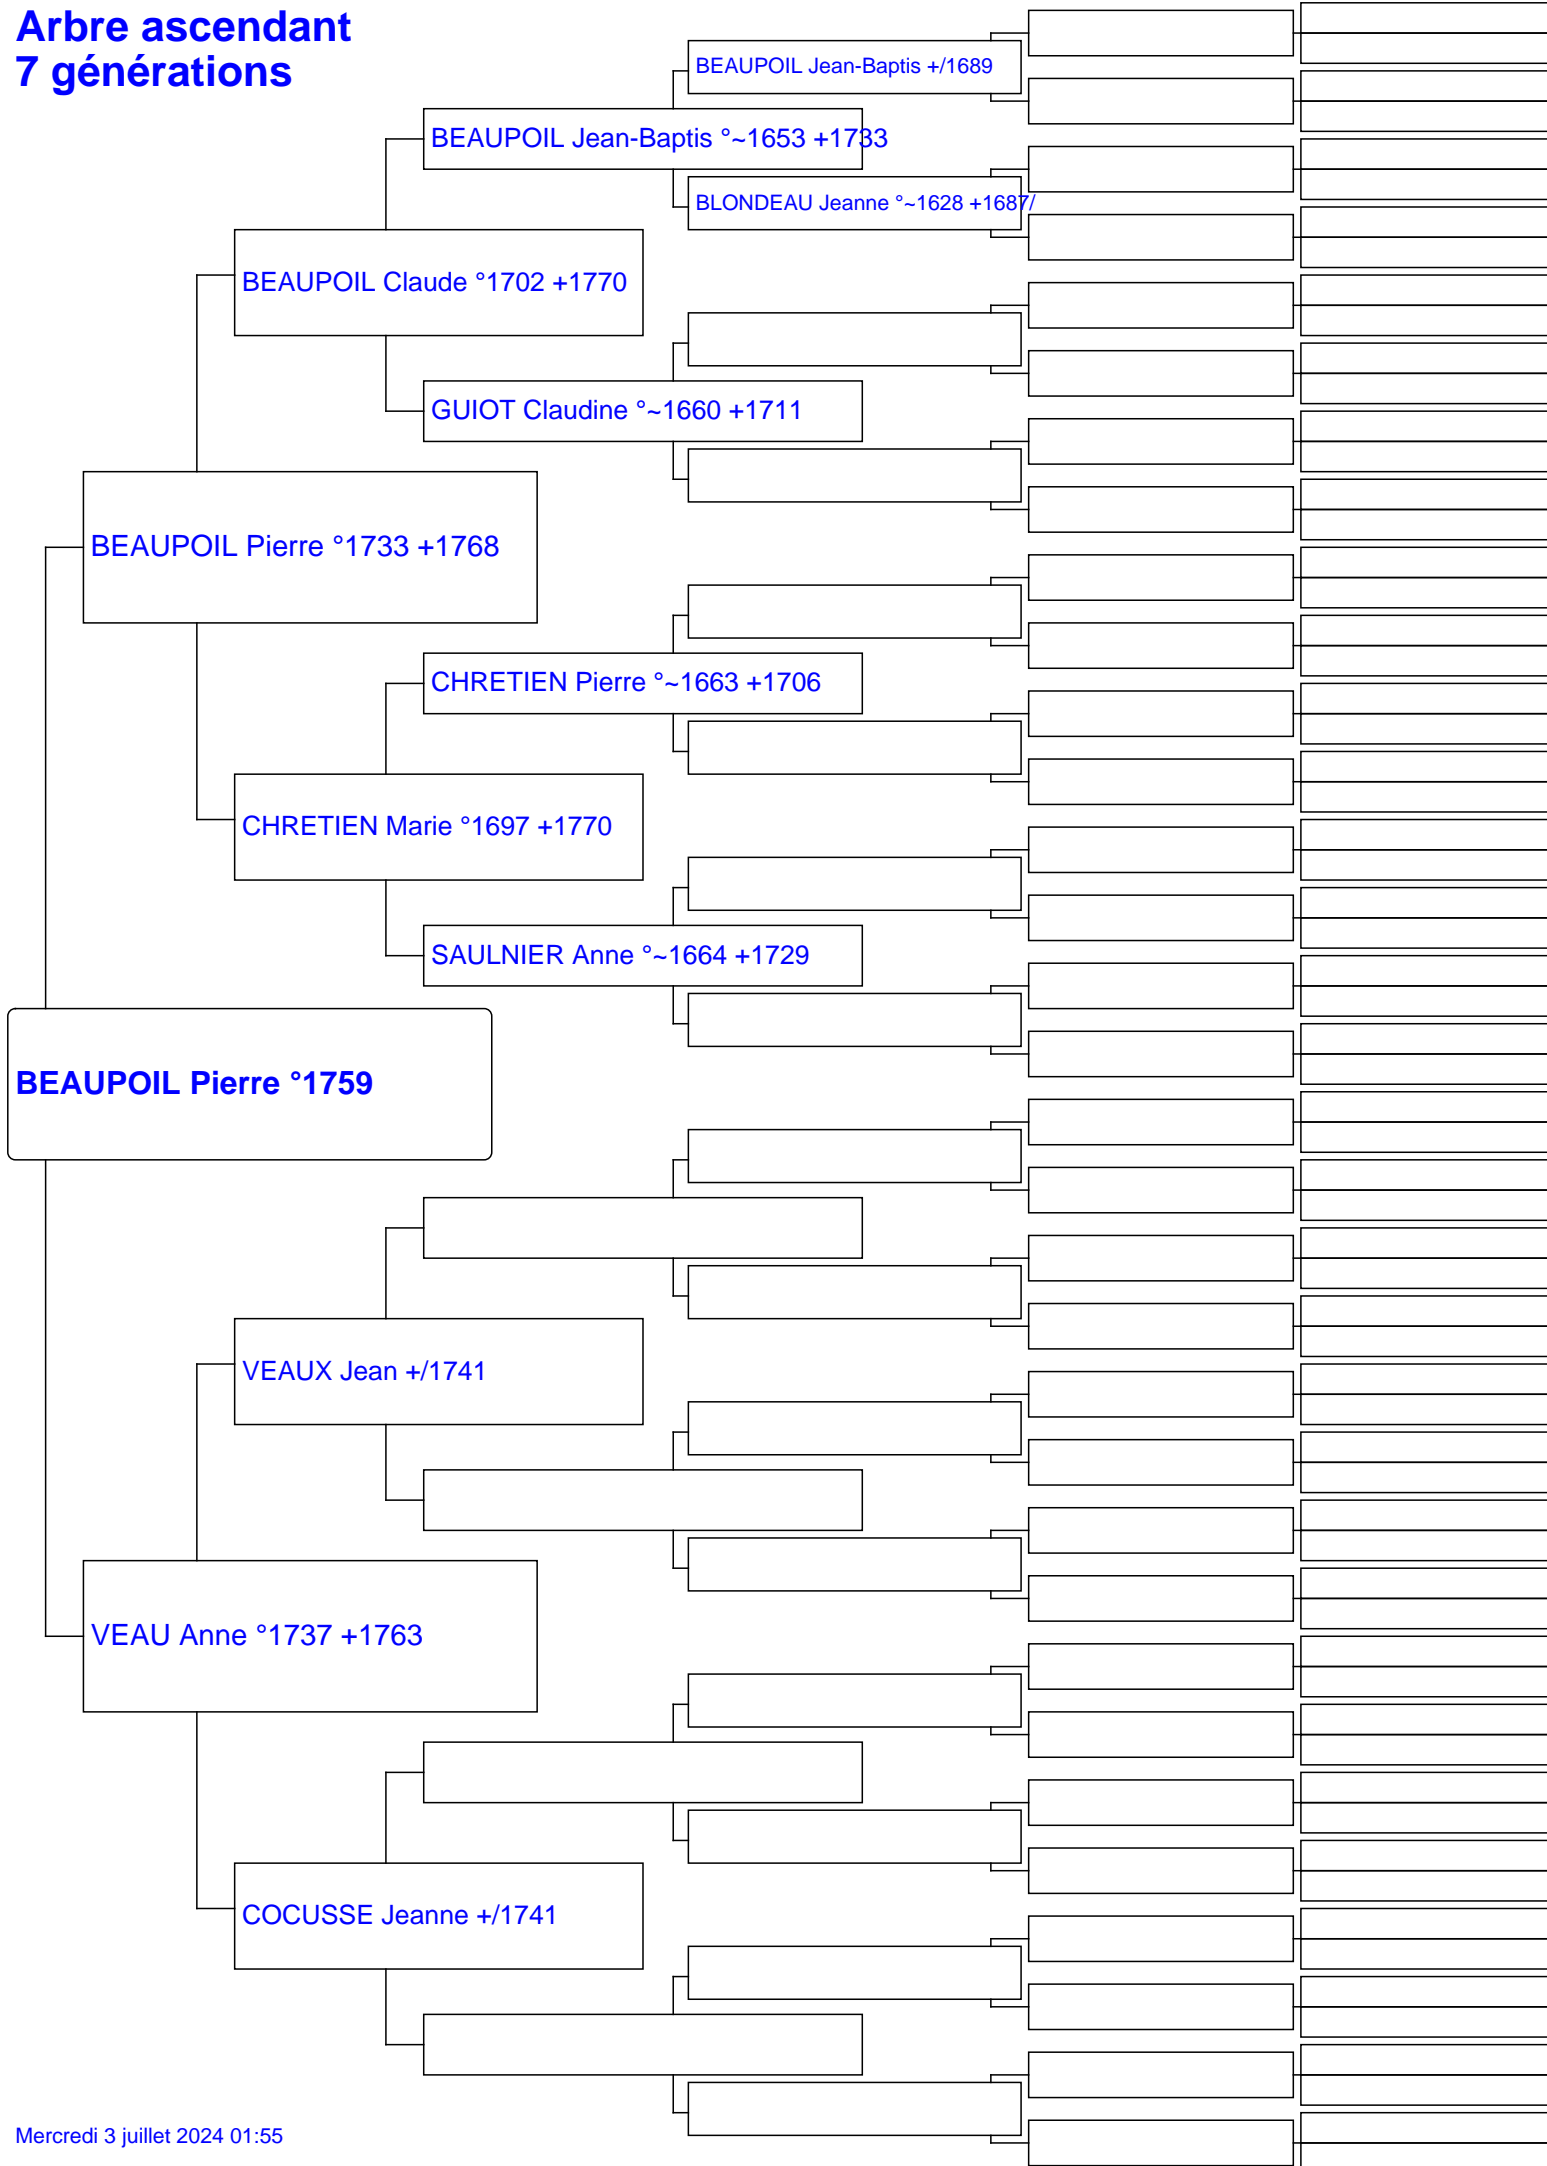 Arbre ascendant
7 générations
BEAUPOIL Jean-Baptis +/1689
BEAUPOIL Jean-Baptis °~1653 +1733
BLONDEAU Jeanne °~1628 +1687/
BEAUPOIL Claude °1702 +1770
GUIOT Claudine °~1660 +1711
BEAUPOIL Pierre °1733 +1768
CHRETIEN Pierre °~1663 +1706
CHRETIEN Marie °1697 +1770
SAULNIER Anne °~1664 +1729
BEAUPOIL Pierre °1759
VEAUX Jean +/1741
VEAU Anne °1737 +1763
COCUSSE Jeanne +/1741
Mercredi 3 juillet 2024 01:55